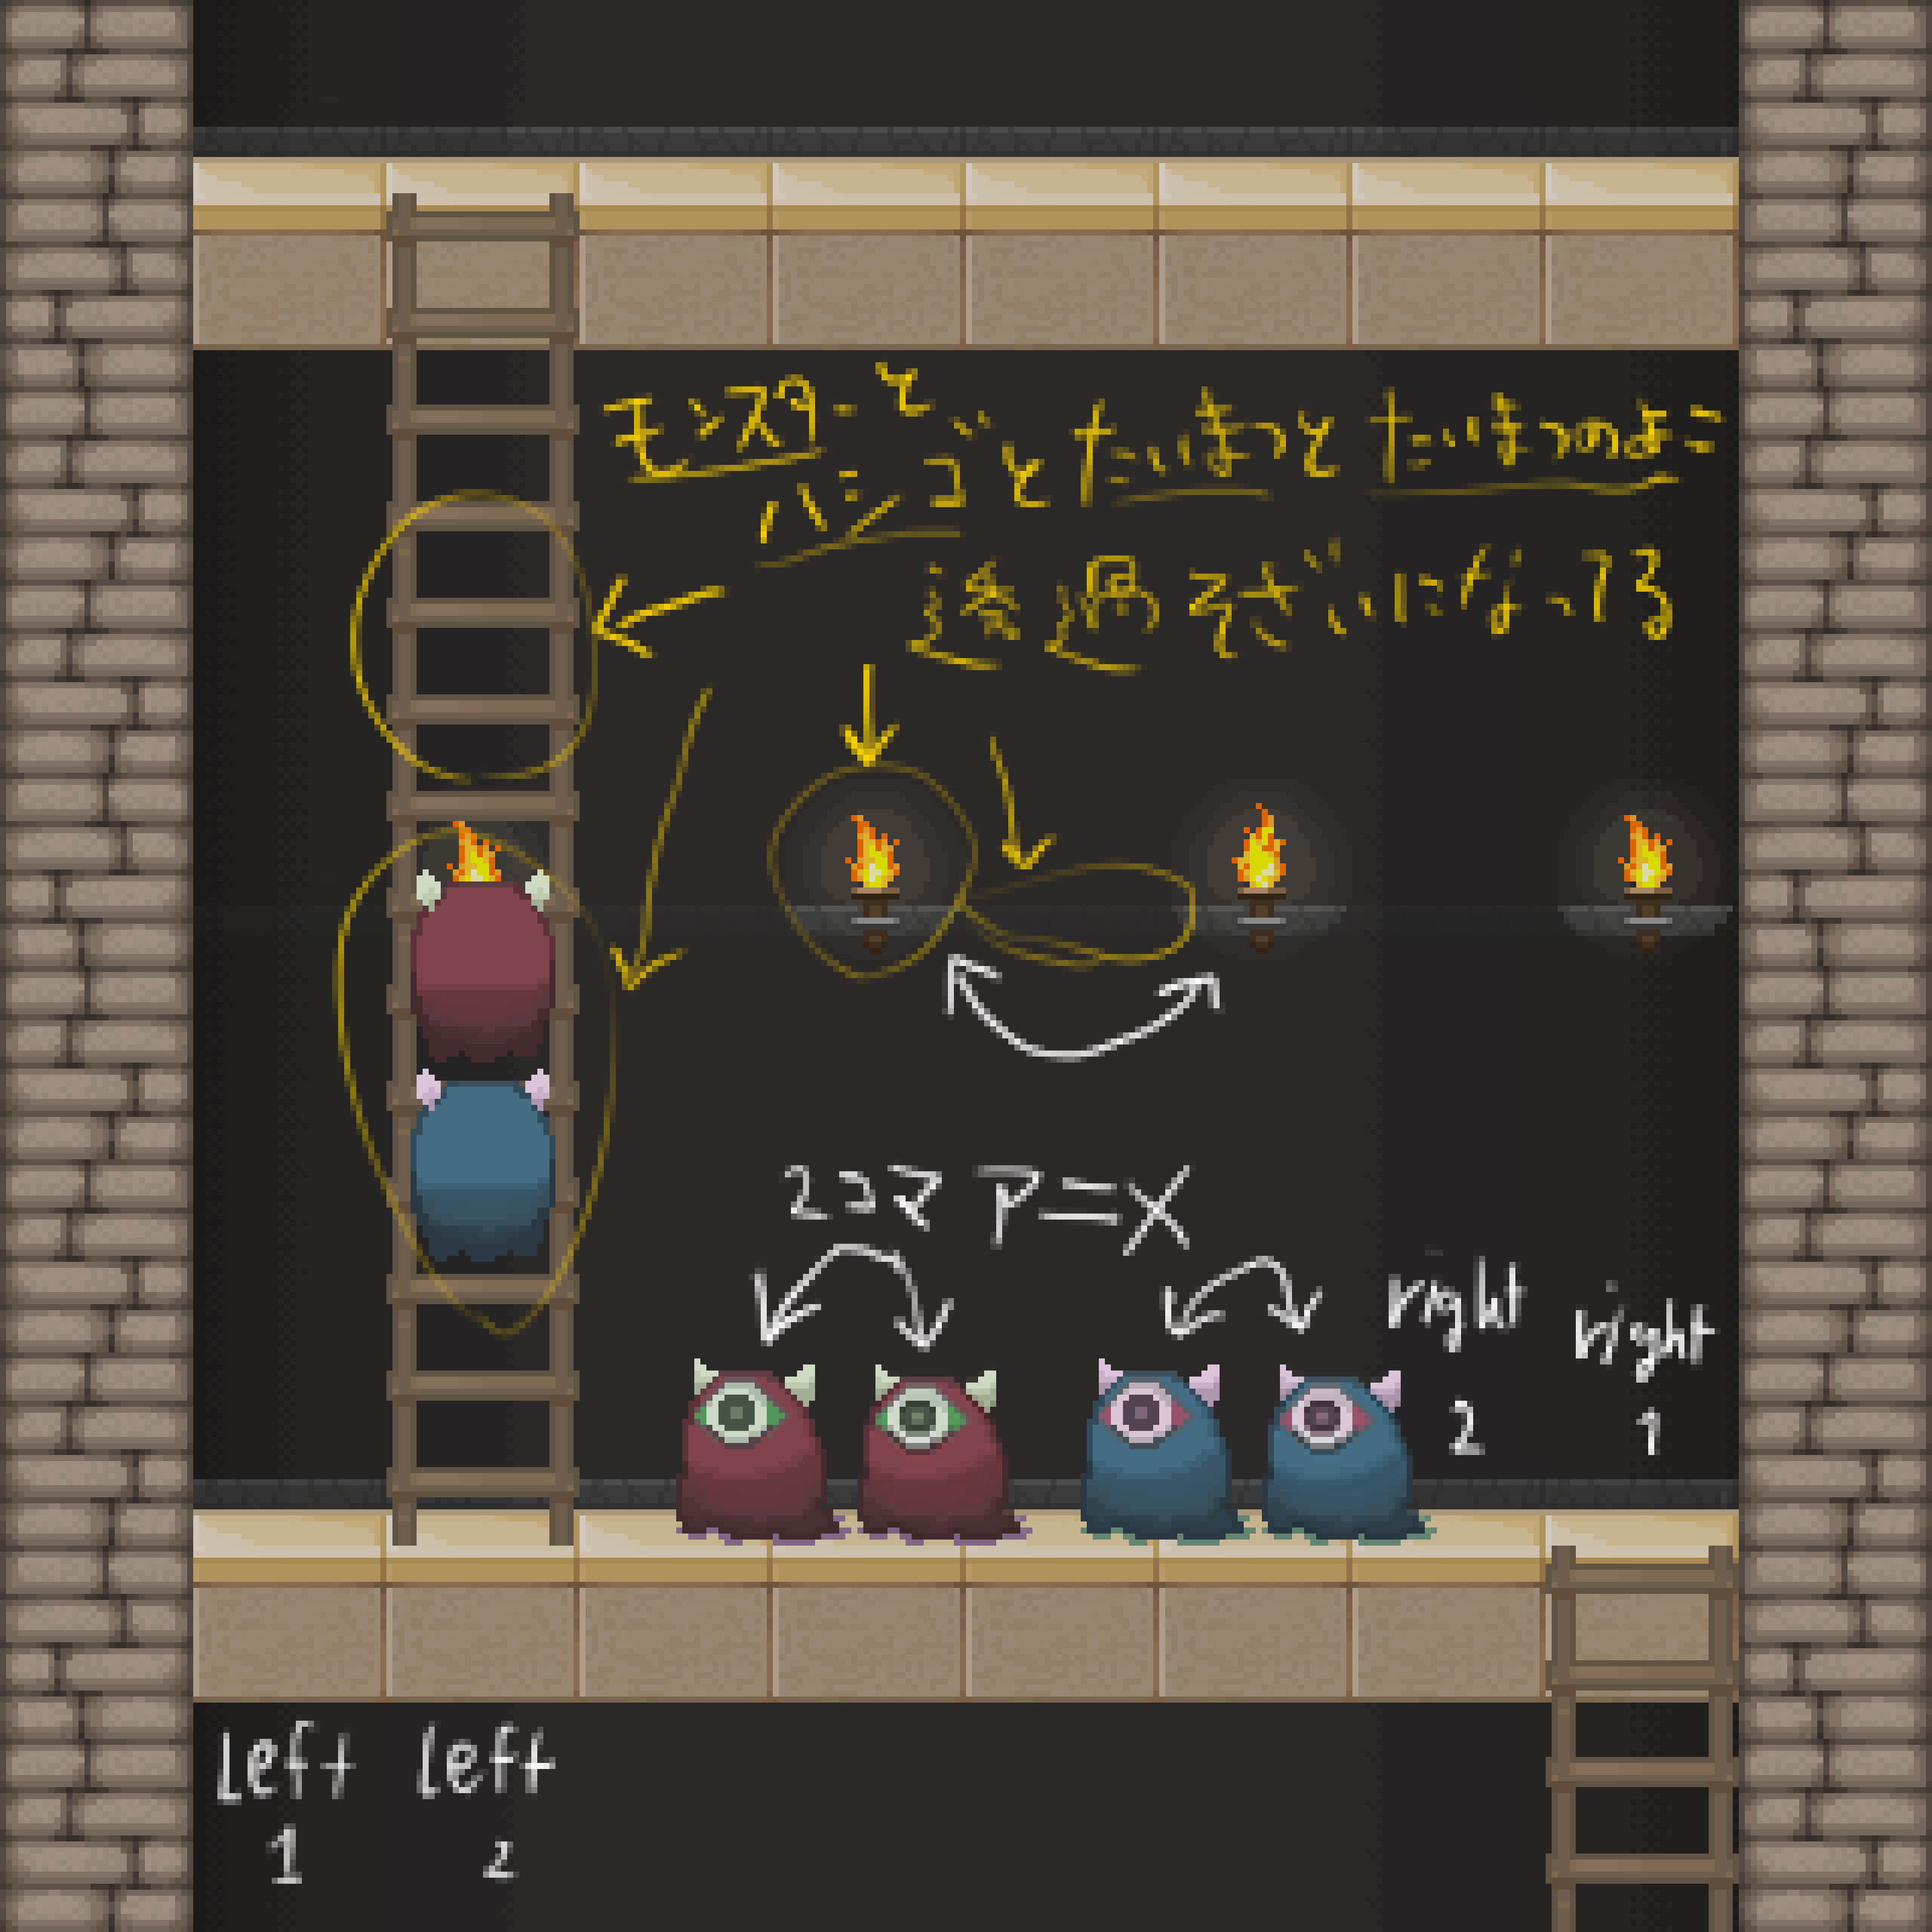 モンスターと
ハシゴとたいまつとたいまつのよこ
透過そざいになってる
2コマアニメ
right right
2 1
Left Left
1 2